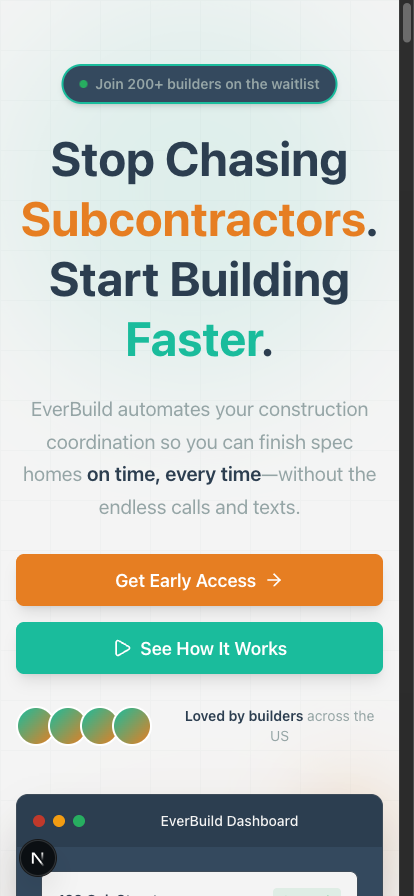 Join 200+ builders on the waitlist
Stop Chasing
Subcontractors.
Start Building
Faster.
EverBuild automates your construction
coordination so you can finish spec
homes on time, every time—without the
endless calls and texts.
Get Early Access
See How It Works
Loved by builders across the
US
EverBuild Dashboard
N